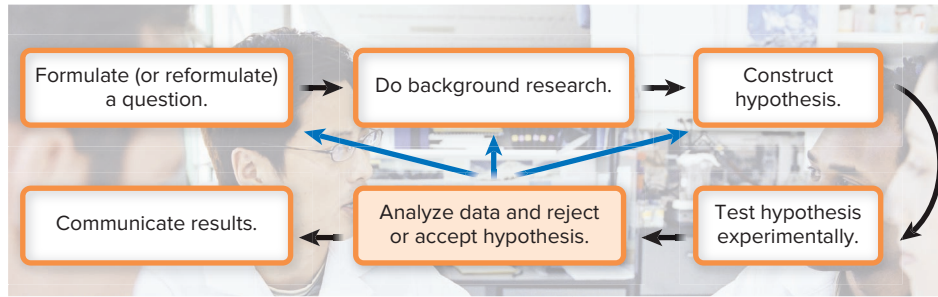 Formulate (or reformulate)
a question.
Do background research.
Construct
hypothesis.
Communicate results.
Analyze data and reject
or accept hypothesis.
Test hypothesis
experimentally.